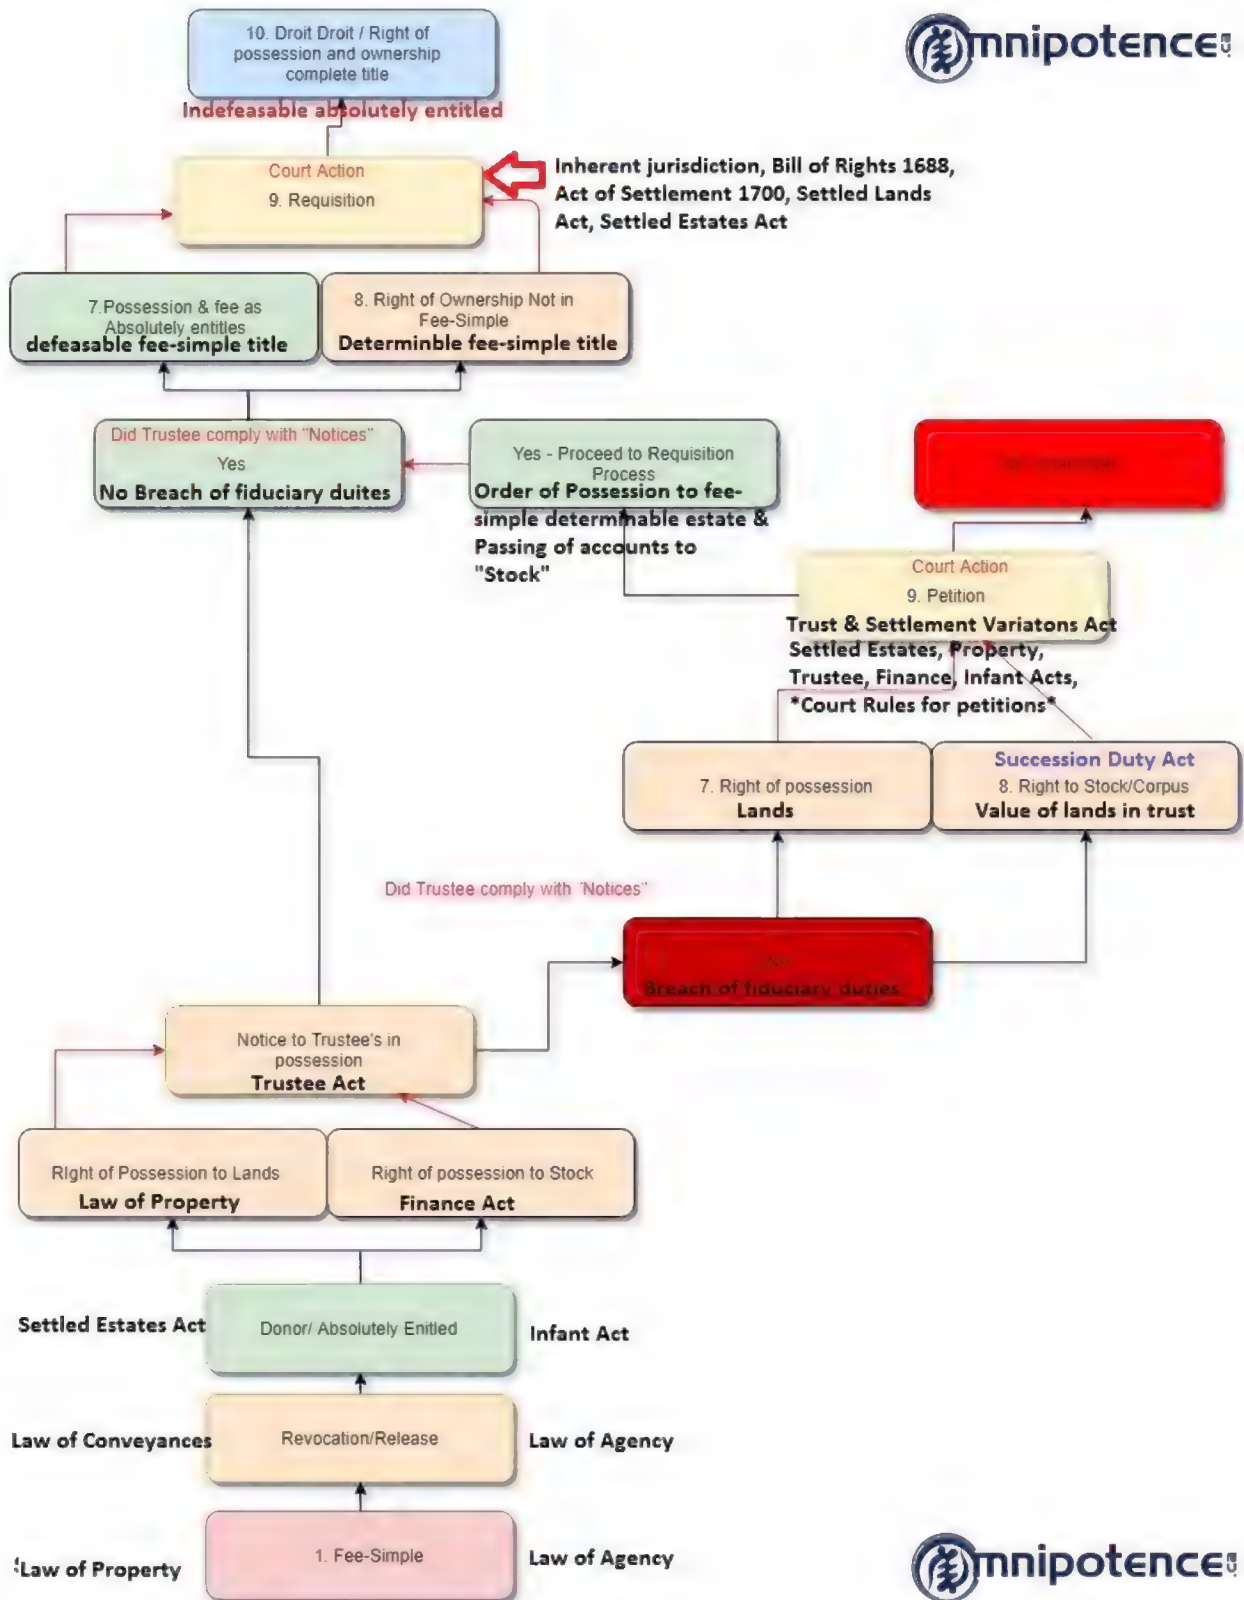 10. Droit Droit / Right of
possession and ownership
complete title
Indefeasable absolutely entitled
mnipotence
Court Action
9. Requisition
Inherent jurisdiction, Bill of Rights 1688,
Act of Settlement 1700, Settled Lands
Act, Settled Estates Act
7.Possession & fee as
Absolutely entitles
defeasable fee-simple title
8. Right of Ownership Not in
Fee-Simple
Determinble fee-simple title
Did Trustee comply with "Notices"
Yes
No Breach of fiduciary duites
Yes - Proceed to Requisition
Process
Order of Possession to fee-
simple determinable estate &
Passing of accounts to
"Stock"
Court Action
9. Petition
Trust & Settlement Variatons Act
Settled Estates, Property,
Trustee, Finance, Infant Acts,
*Court Rules for petitions*
7. Right of possession
Lands
Succession Duty Act
8. Right to Stock/Corpus
Value of lands in trust
Did Trustee comply with "Notices"
No
Breach of fiduciary duties
Notice to Trustee's in
possession
Trustee Act
RIght of Possession to Lands
Law of Property
Right of possession to Stock
Finance Act
Settled Estates Act
Donor/ Absolutely Enitled
Infant Act
Law of Conveyances
Revocation/Release
Law of Agency
Law of Property
1. Fee-Simple
Law of Agency
mnipotence